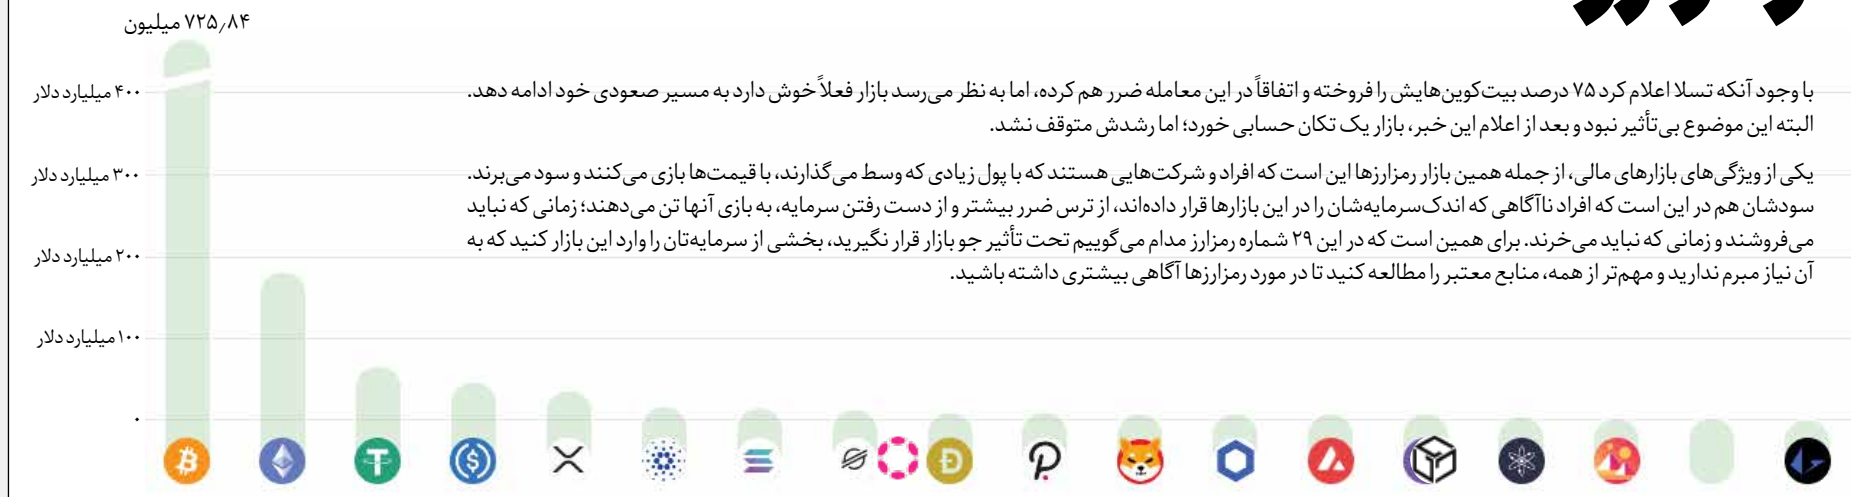 ۷۲۵٫۸۴ میلیون
۴۰۰ میلیارد دلار
۳۰۰ میلیارد دلار
۲۰۰ میلیارد دلار
۱۰۰ میلیارد دلار
۰
با وجود آنکه تسلا اعلام کرد ۷۵ درصد بیت‌کوین‌هایش را فروخته و اتفاقاً در این معامله ضرر هم کرده، اما به نظر می‌رسد بازار فعلاً خوش دارد به مسیر صعودی خود ادامه دهد.
البته این موضوع بی‌تأثیر نبود و بعد از اعلام این خبر، بازار یک تکان حسابی خورد؛ اما رشدش متوقف نشد.
یکی از ویژگی‌های بازارهای مالی، از جمله همین بازار رمزارزها این است که افراد و شرکت‌هایی هستند که با پول زیادی که وسط می‌گذارند، با قیمت‌ها بازی می‌کنند و سود می‌برند.
سودشان هم در این است که افراد ناآگاهی که اندک‌سرمایه‌شان را در این بازارها قرار داده‌اند، از ترس ضرر بیشتر و از دست رفتن سرمایه، به بازی آنها تن می‌دهند؛ زمانی که نباید
می‌فروشند و زمانی که نباید می‌خرند. برای همین است که در این ۲۹ شماره رمزارز مدام می‌گوییم تحت تأثیر جو بازار قرار نگیرید، بخشی از سرمایه‌تان را وارد این بازار کنید که به
آن نیاز مبرم ندارید و مهم‌تر از همه، منابع معتبر را مطالعه کنید تا در مورد رمزارزها آگاهی بیشتری داشته باشید.